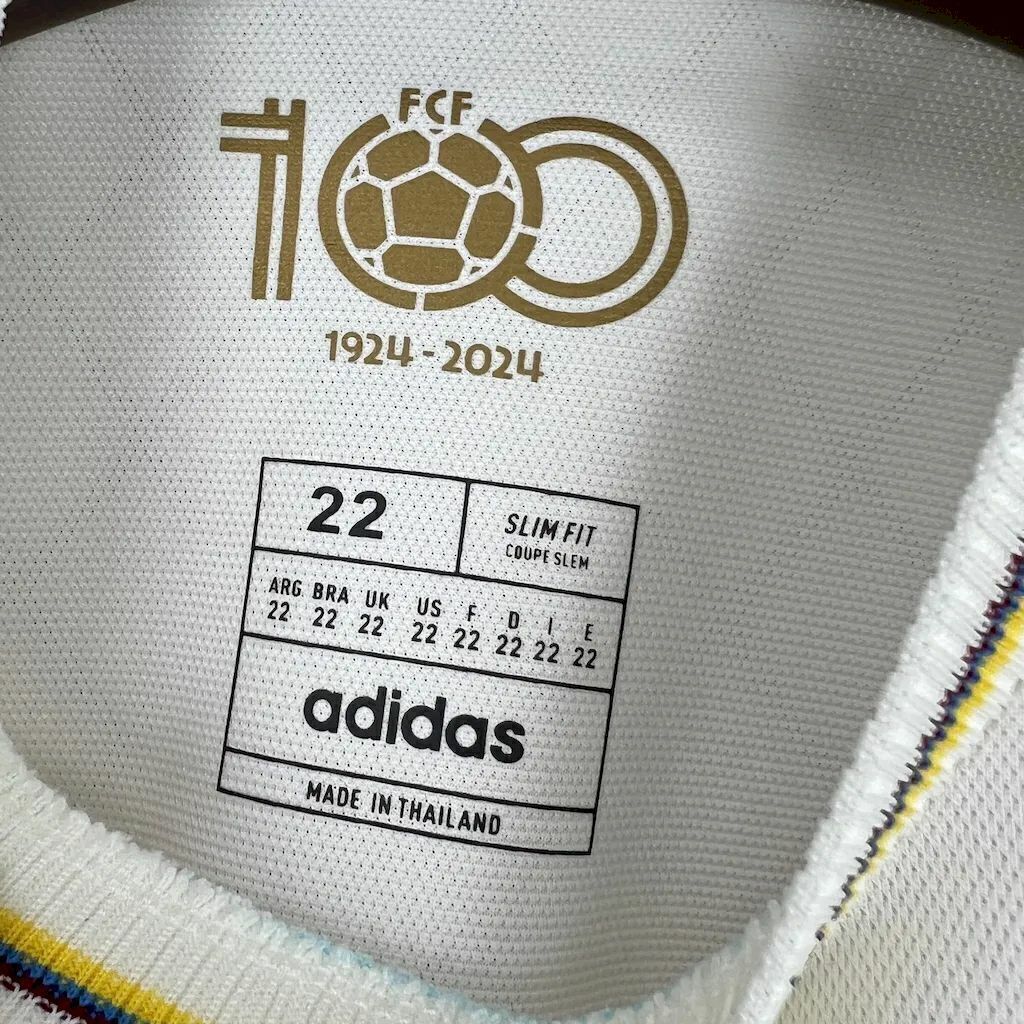 FCF
100
1924 - 2024
22
SLIM FIT
COUPE SLEM
ARG BRA UK US F D I E
22 22 22 22 22 22 22 22
adidas
MADE IN THAILAND